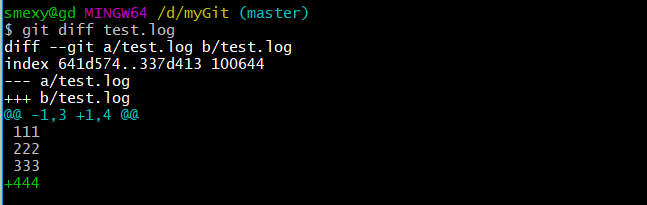 smexy@gd MINGW64 /d/myGit (master)
$ git diff test.log
diff --git a/test.log b/test.log
index 641d574..337d413 100644
--- a/test.log
+++ b/test.log
@@ -1,3 +1,4 @@
 111
 222
 333
+444